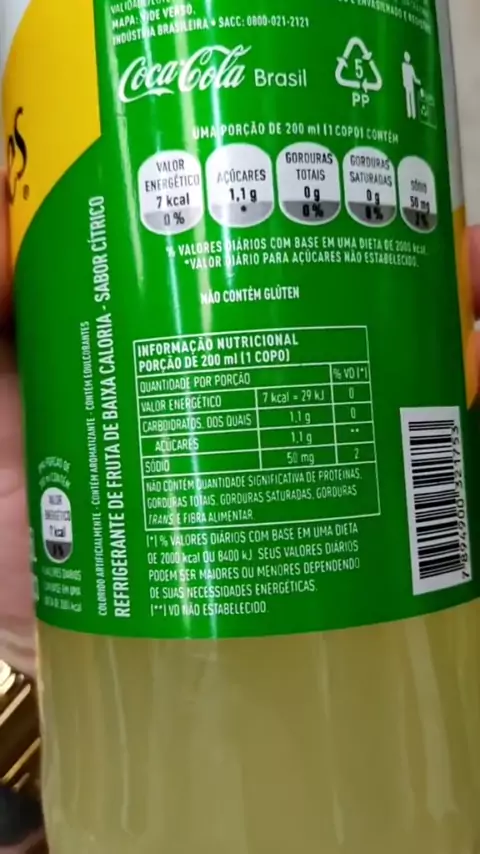 MAPA: VIDE VERSO.
INDÚSTRIA BRASILEIRA • SACC: 0800-021-2121
Coca-Cola Brasil
5
PP
UMA PORÇÃO DE 200 ml (1 COPO) CONTÉM
VALOR ENERGÉTICO
7 kcal
0%
AÇÚCARES
1,1 g
*
GORDURAS TOTAIS
0 g
0%
GORDURAS SATURADAS
0 g
0%
SÓDIO
50 mg
2%
% VALORES DIÁRIOS COM BASE EM UMA DIETA DE 2000 kcal.
*VALOR DIÁRIO PARA AÇÚCARES NÃO ESTABELECIDO.
NÃO CONTÉM GLÚTEN
INFORMAÇÃO NUTRICIONAL
PORÇÃO DE 200 ml (1 COPO)
QUANTIDADE POR PORÇÃO % VD (*)
VALOR ENERGÉTICO 7 kcal = 29 kJ 0
CARBOIDRATOS, DOS QUAIS 1,1 g 0
AÇÚCARES 1,1 g **
SÓDIO 50 mg 2
NÃO CONTÉM QUANTIDADE SIGNIFICATIVA DE PROTEÍNAS,
GORDURAS TOTAIS, GORDURAS SATURADAS, GORDURAS
TRANS E FIBRA ALIMENTAR.
(*) % VALORES DIÁRIOS COM BASE EM UMA DIETA
DE 2000 kcal OU 8400 kJ. SEUS VALORES DIÁRIOS
PODEM SER MAIORES OU MENORES DEPENDENDO
DE SUAS NECESSIDADES ENERGÉTICAS.
(**) VD NÃO ESTABELECIDO.
COLORIDO ARTIFICIALMENTE - CONTÉM AROMATIZANTE - CONTÉM EDULCORANTES
REFRIGERANTE DE FRUTA DE BAIXA CALORIA - SABOR CÍTRICO
VALOR
ENERGÉTICO
7 kcal
7 894900 321753